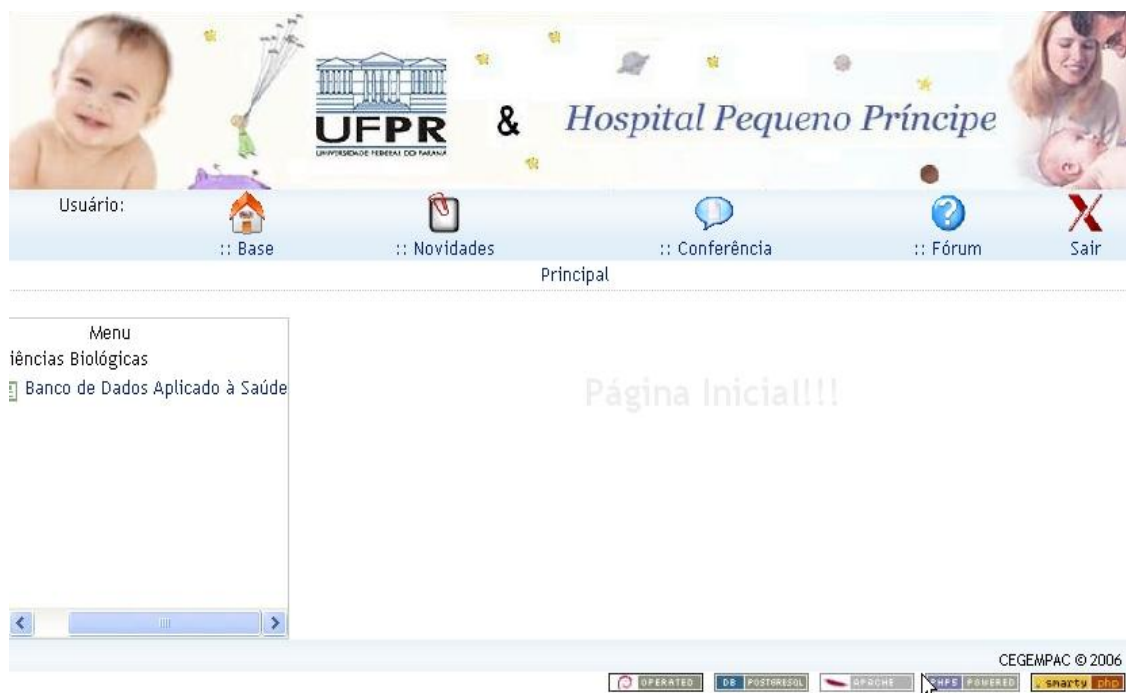 UFPR
UNIVERSIDADE FEDERAL DO PARANÁ
&
Hospital Pequeno Príncipe
Usuário:
:: Base
:: Novidades
:: Conferência
:: Fórum
Sair
Principal
Menu
iências Biológicas
Banco de Dados Aplicado à Saúde
Página Inicial!!!
CEGEMPAC © 2006
OPERATED
DB POSTGRESQL
APACHE
POWERED
smarty php